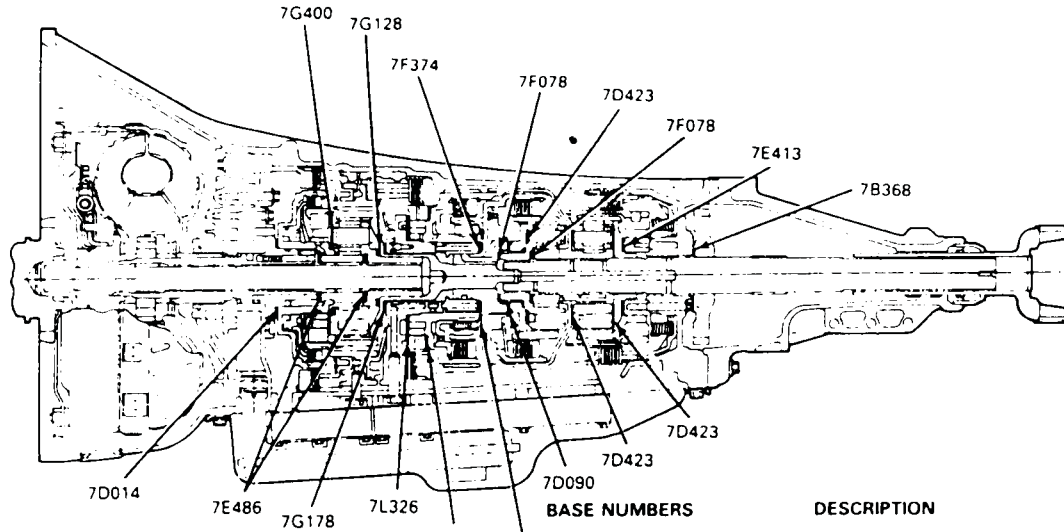 7G400
7G128
7F374
7F078
7D423
7F078
7E413
7B368
7D014
7E486
7G178
7L326
7D090
7D423
7D423
BASE NUMBERS DESCRIPTION